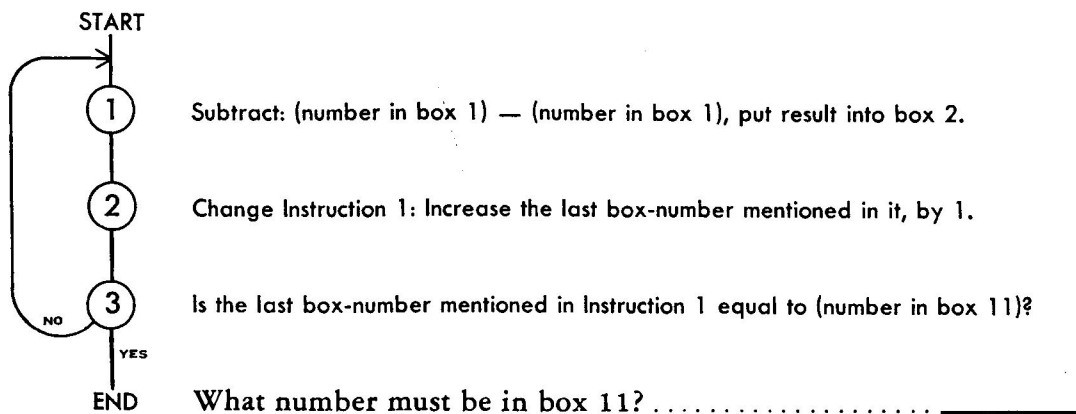 START
1 Subtract: (number in box 1) — (number in box 1), put result into box 2.
2 Change Instruction 1: Increase the last box-number mentioned in it, by 1.
3 Is the last box-number mentioned in Instruction 1 equal to (number in box 11)?
NO
YES
END What number must be in box 11? ....................